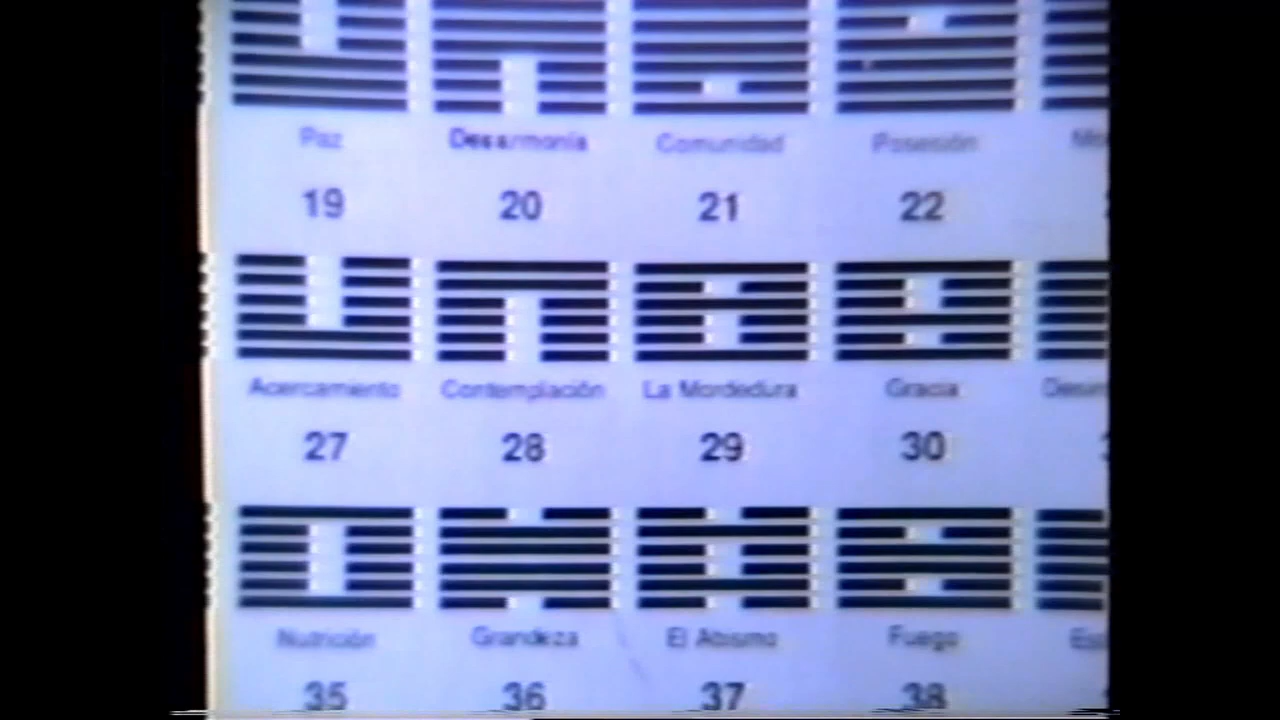 Paz Desarmonía Comunidad Posesión
19 20 21 22
Acercamiento Contemplación La Mordedura Gracia
27 28 29 30
Nutrición Grandeza El Abismo Fuego
35 36 37 38